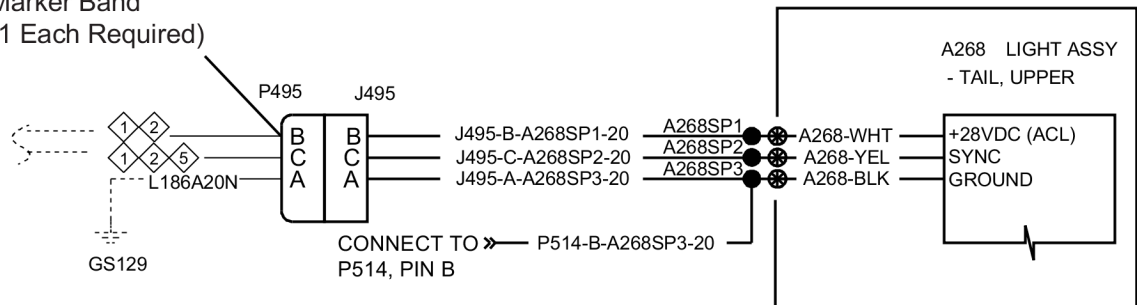 Marker Band
1 Each Required)
P495
J495
A268 LIGHT ASSY
- TAIL, UPPER
1 2
B B J495-B-A268SP1-20 A268SP1 A268-WHT +28VDC (ACL)
1 2 5
C C J495-C-A268SP2-20 A268SP2 A268-YEL SYNC
L186A20N A A J495-A-A268SP3-20 A268SP3 A268-BLK GROUND
GS129
CONNECT TO P514-B-A268SP3-20
P514, PIN B